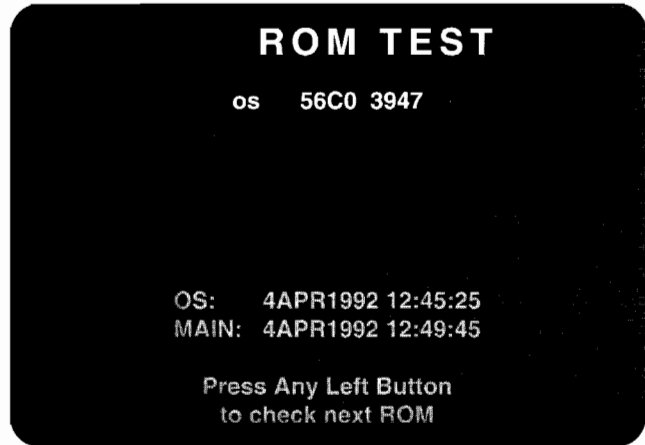 ROM TEST
os 56C0 3947
OS: 4APR1992 12:45:25
MAIN: 4APR1992 12:49:45
Press Any Left Button
to check next ROM